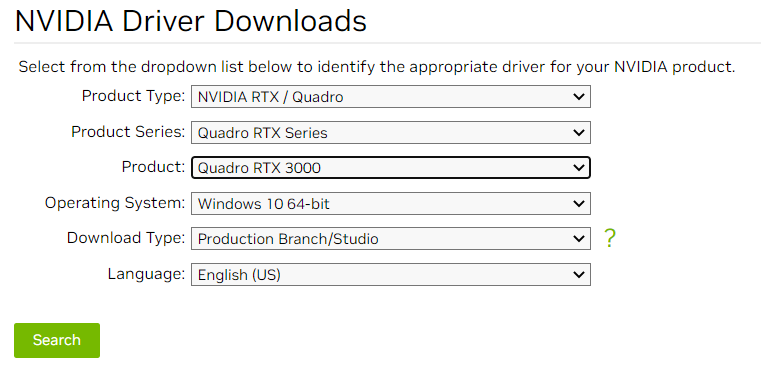 NVIDIA Driver Downloads
Select from the dropdown list below to identify the appropriate driver for your NVIDIA product.
Product Type: NVIDIA RTX / Quadro
Product Series: Quadro RTX Series
Product: Quadro RTX 3000
Operating System: Windows 10 64-bit
Download Type: Production Branch/Studio ?
Language: English (US)
Search